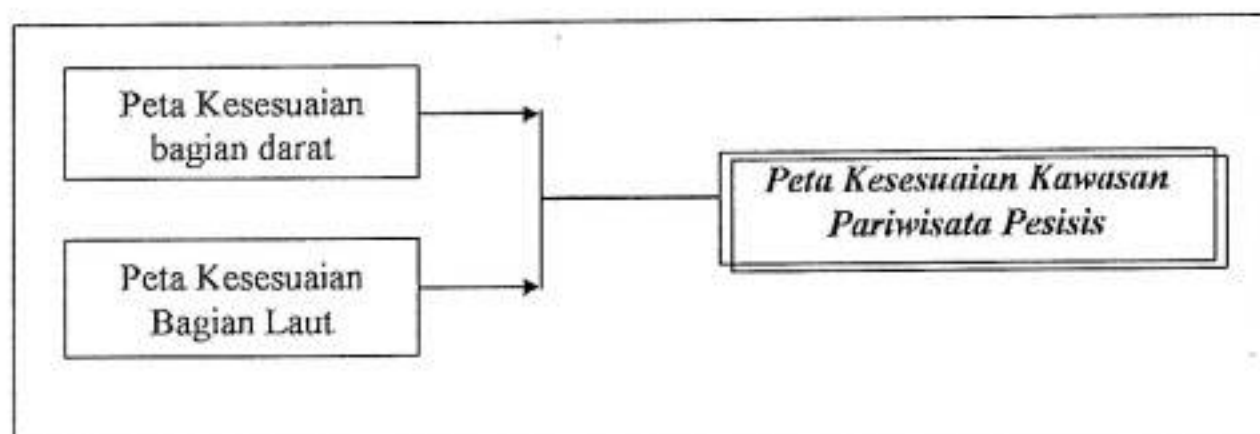 Peta Kesesuaian
bagian darat
Peta Kesesuaian
Bagian Laut
Peta Kesesuaian Kawasan
Pariwisata Pesisis